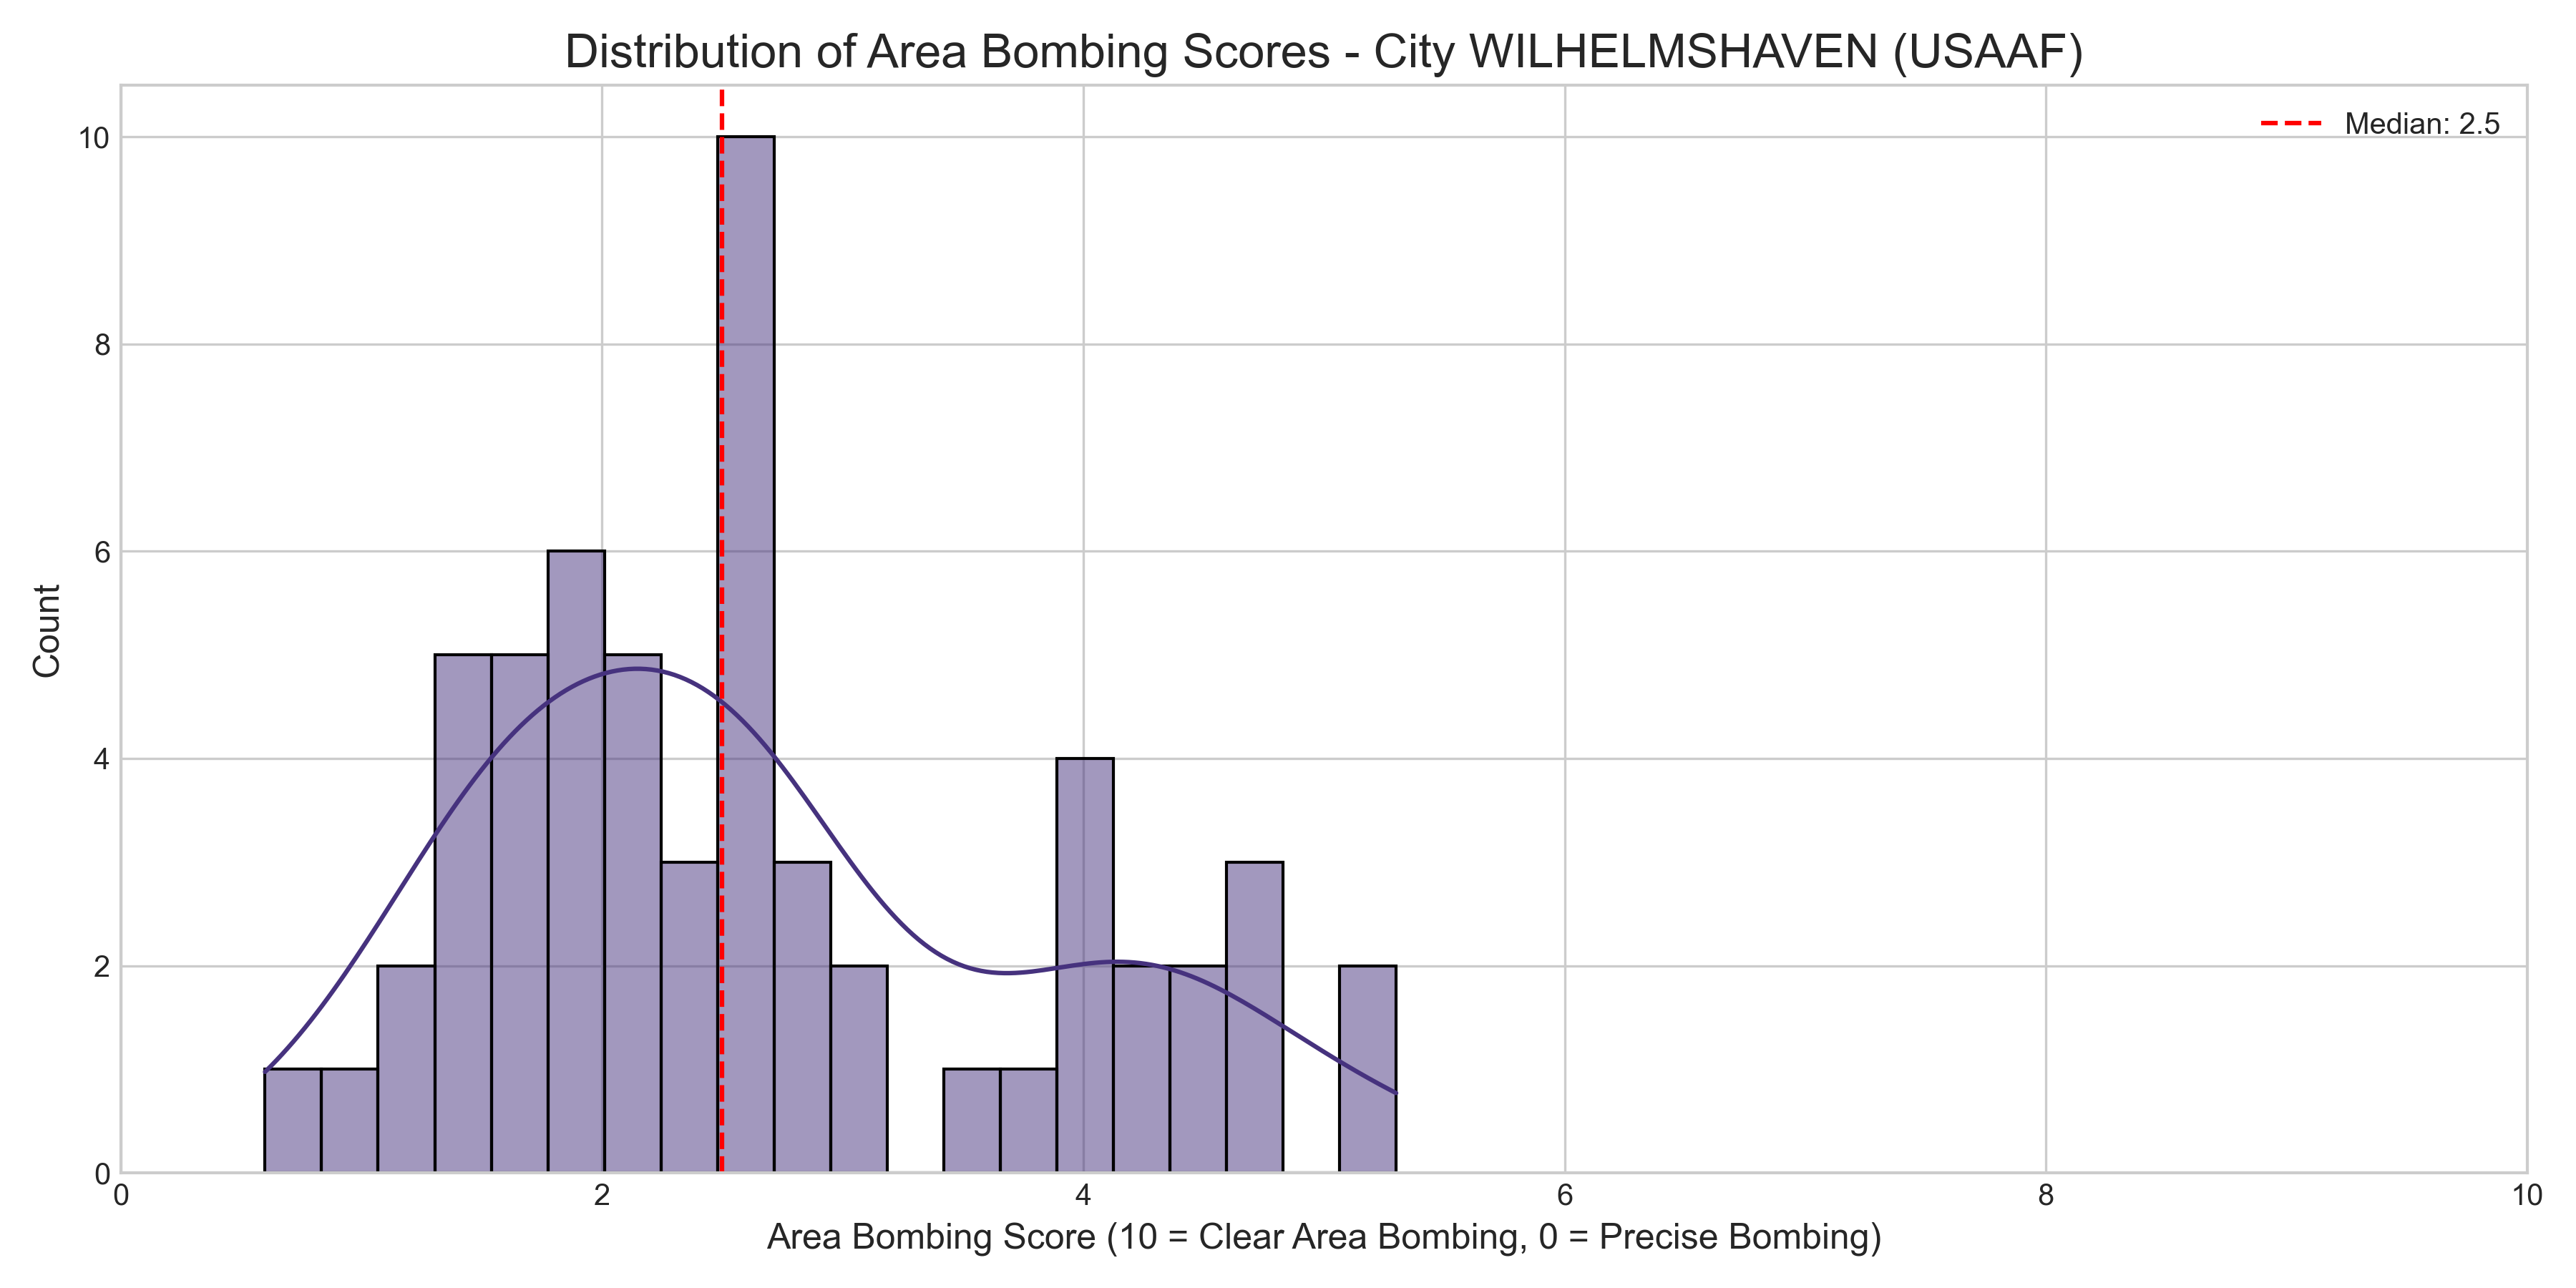 Distribution of Area Bombing Scores - City WILHELMSHAVEN (USAAF)
Median: 2.5
10
8
6
4
2
0
Count
0 2 4 6 8 10
Area Bombing Score (10 = Clear Area Bombing, 0 = Precise Bombing)